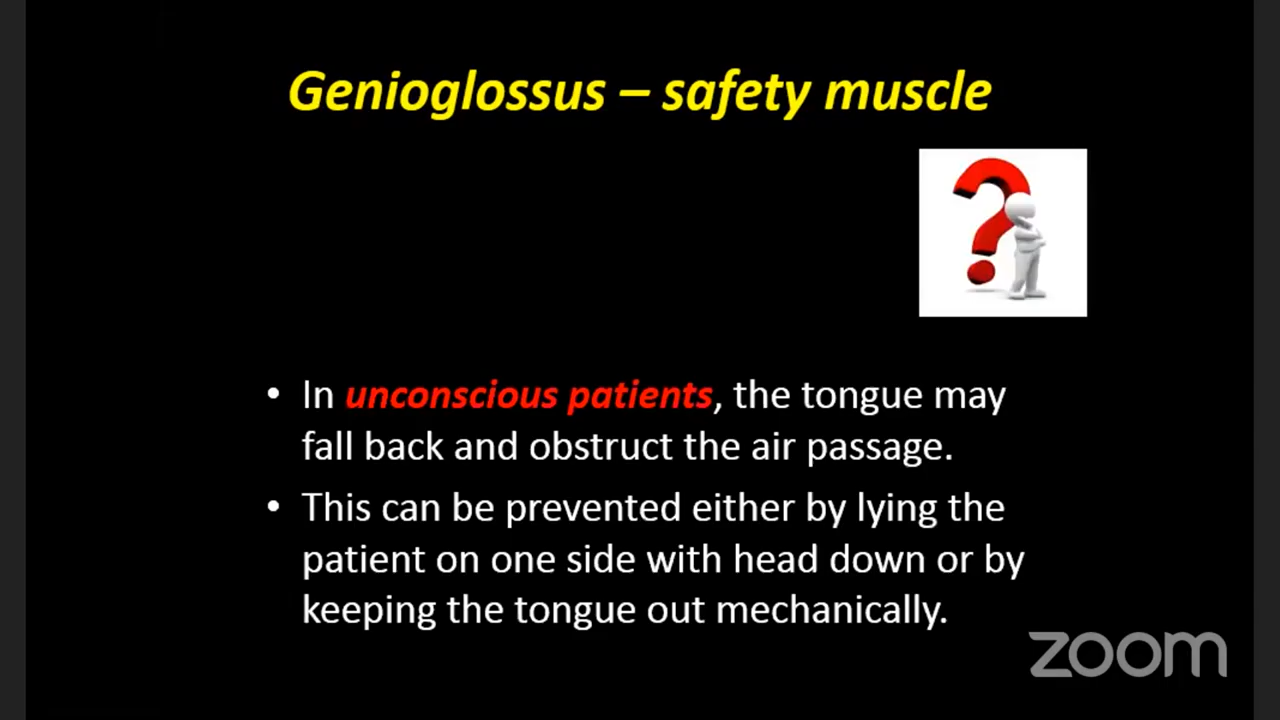 Genioglossus – safety muscle
• In unconscious patients, the tongue may
fall back and obstruct the air passage.
• This can be prevented either by lying the
patient on one side with head down or by
keeping the tongue out mechanically.
zoom